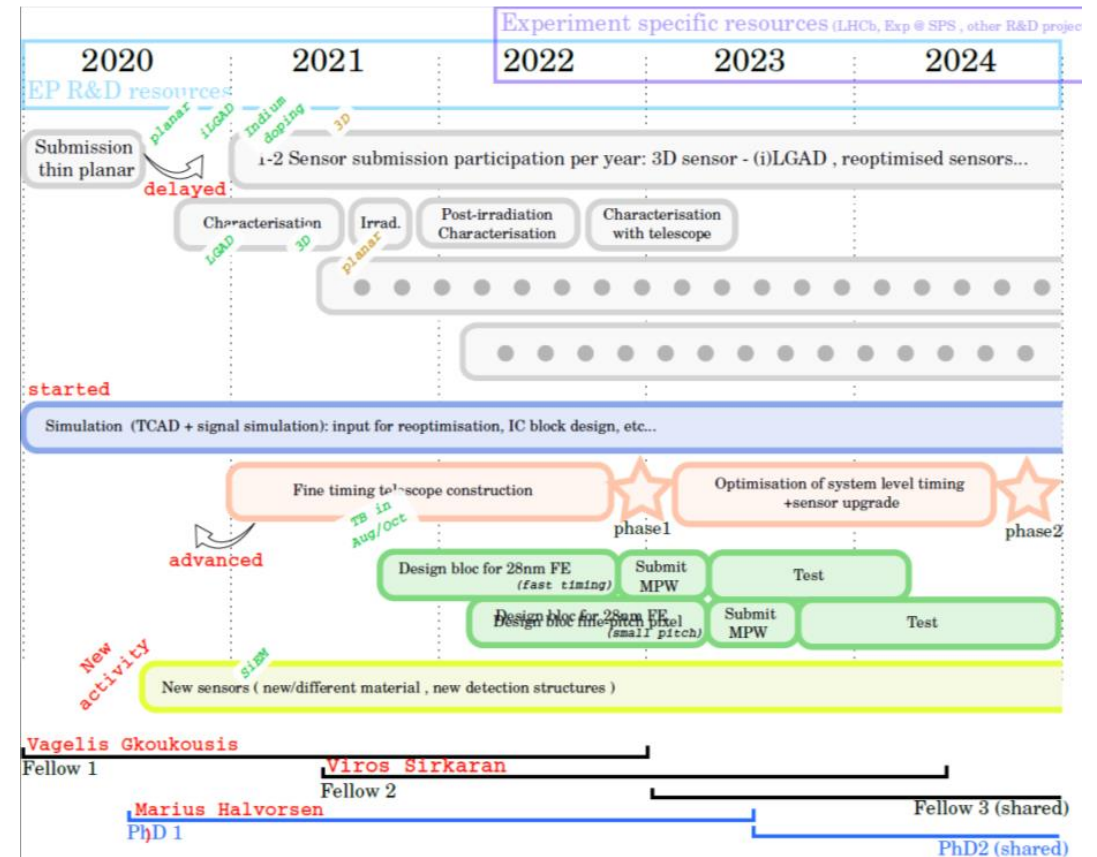 Experiment specific resources (LHCb, Exp @ SPS , other R&D projec
2020 2021 2022 2023 2024
EP R&D resources
planar
iLGAD
Indium
doping
3D
Submission
thin planar
delayed
1-2 Sensor submission participation per year: 3D sensor - (i)LGAD , reoptimised sensors...
Characterisation
LGAD
3D
Irrad.
planar
Post-irradiation
Characterisation
Characterisation
with telescope
started
Simulation (TCAD + signal simulation): input for reoptimisation, IC block design, etc...
Fine timing telescope construction
TB in
Aug/Oct
advanced
phase1
Optimisation of system level timing
+sensor upgrade
phase2
Design bloc for 28nm FE
(fast timing)
Submit
MPW
Test
Design bloc for 28nm FE
Design bloc fine-pitch pixel
(small pitch)
Submit
MPW
Test
New
activity
SiEM
New sensors ( new/different material , new detection structures )
Vagelis Gkoukousis
Fellow 1
Viros Sirkaran
Fellow 2
Fellow 3 (shared)
Marius Halvorsen
PhD 1
PhD2 (shared)